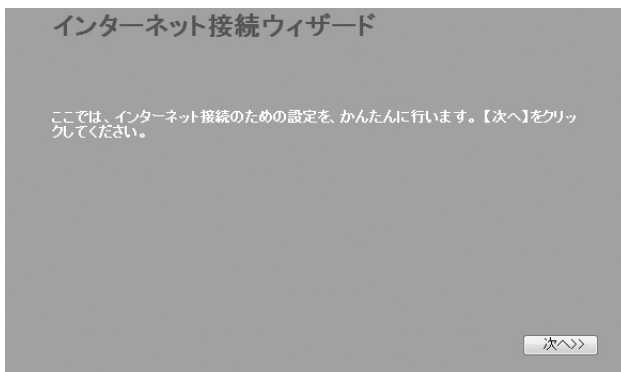 インターネット接続ウィザード
ここでは、インターネット接続のための設定を、かんたんに行います。【次へ】をクリッ
クしてください。
次へ>>